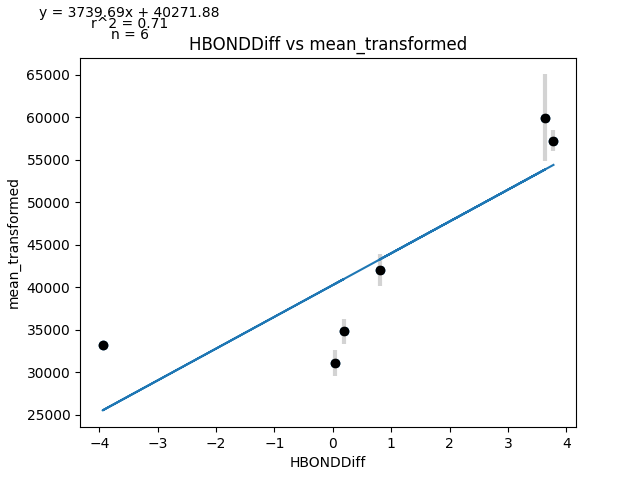 y = 3739.69x + 40271.88
r^2 = 0.71
n = 6
HBONDDiff vs mean_transformed
65000
60000
55000
50000
45000
40000
35000
30000
25000
mean_transformed
−4 −3 −2 −1 0 1 2 3 4
HBONDDiff